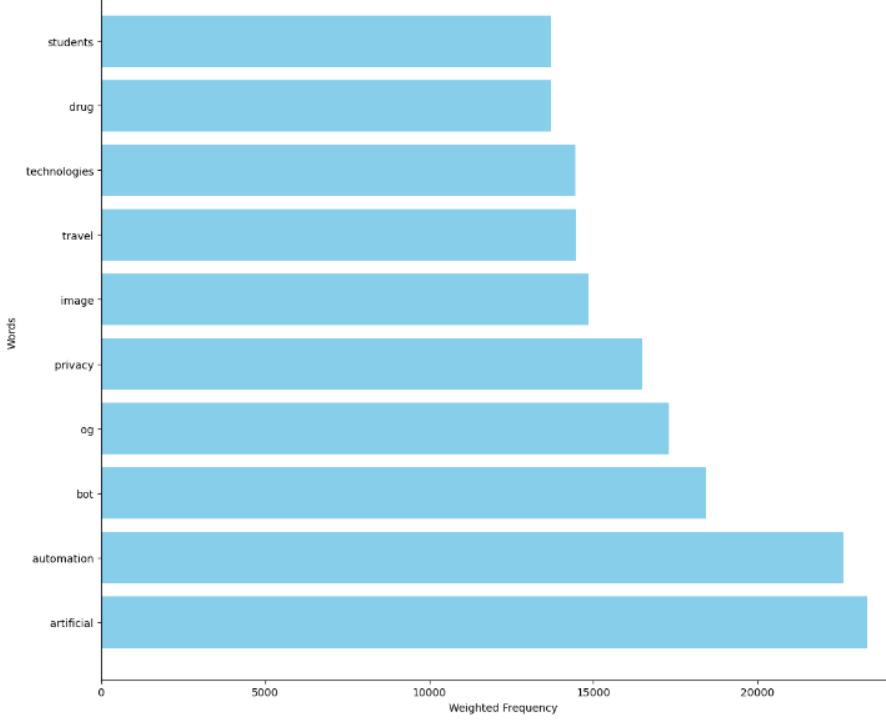 students
drug
technologies
travel
image
privacy
og
bot
automation
artificial
Words
0 5000 10000 15000 20000
Weighted Frequency